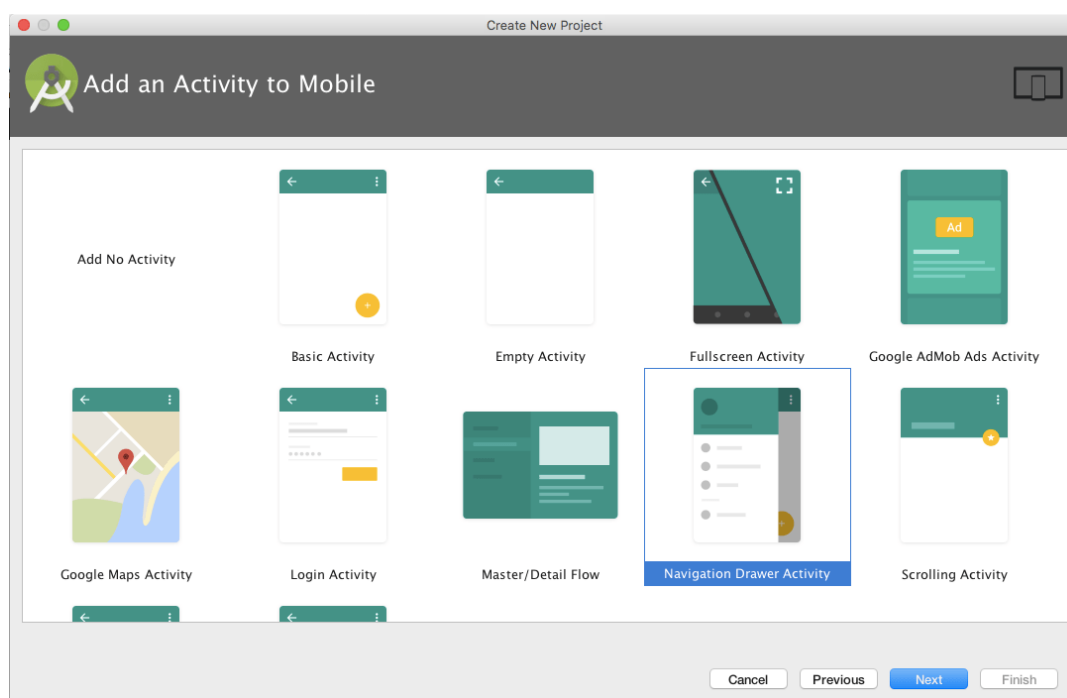 Create New Project
Add an Activity to Mobile
Add No Activity
Basic Activity
Empty Activity
Fullscreen Activity
Ad
Google AdMob Ads Activity
Google Maps Activity
Login Activity
Master/Detail Flow
Navigation Drawer Activity
Scrolling Activity
Cancel
Previous
Next
Finish